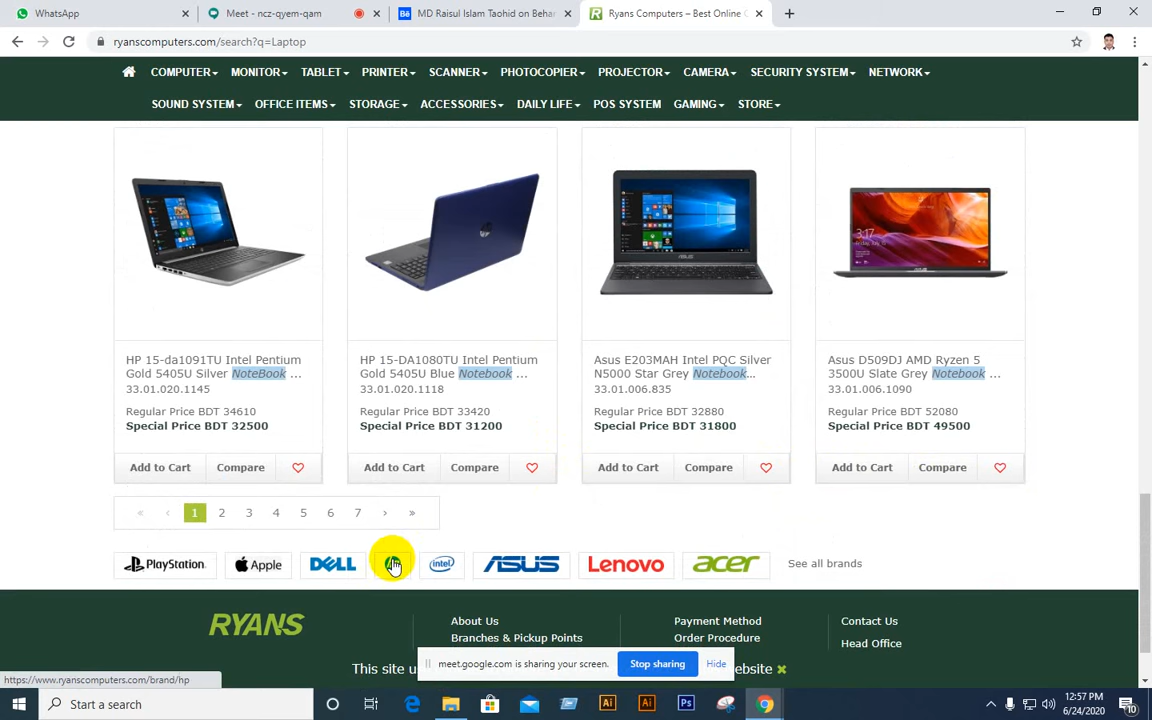 WhatsApp
Meet - ncz-qyem-qam
MD Raisul Islam Taohid on Behan
Ryans Computers – Best Online C
ryanscomputers.com/search?q=Laptop
COMPUTER MONITOR TABLET PRINTER SCANNER PHOTOCOPIER PROJECTOR CAMERA SECURITY SYSTEM NETWORK
SOUND SYSTEM OFFICE ITEMS STORAGE ACCESSORIES DAILY LIFE POS SYSTEM GAMING STORE
HP 15-da1091TU Intel Pentium
Gold 5405U Silver NoteBook ...
33.01.020.1145
Regular Price BDT 34610
Special Price BDT 32500
Add to Cart Compare
HP 15-DA1080TU Intel Pentium
Gold 5405U Blue Notebook ...
33.01.020.1118
Regular Price BDT 33420
Special Price BDT 31200
Add to Cart Compare
Asus E203MAH Intel PQC Silver
N5000 Star Grey Notebook...
33.01.006.835
Regular Price BDT 32880
Special Price BDT 31800
Add to Cart Compare
Asus D509DJ AMD Ryzen 5
3500U Slate Grey Notebook ...
33.01.006.1090
Regular Price BDT 52080
Special Price BDT 49500
Add to Cart Compare
« ‹ 1 2 3 4 5 6 7 › »
PlayStation Apple DELL intel ASUS Lenovo acer See all brands
RYANS
About Us
Branches & Pickup Points
Payment Method
Order Procedure
Contact Us
Head Office
This site u
ebsite
meet.google.com is sharing your screen. Stop sharing Hide
https://www.ryanscomputers.com/brand/hp
Start a search
Ai Ai Ps
12:57 PM
6/24/2020
10